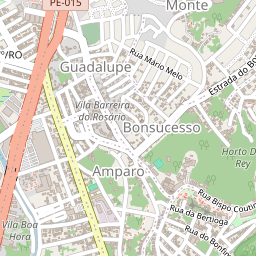 PE-015
Monte
º/RO
Guadalupe
Rua Mário Melo
Estrada do Bo
Vila Barreira
do Rosário
Bonsucesso
Horto D
Rey
Amparo
Rua Bispo Coutin
Vila Boa
Hora
Rua da Bertioga
Rua do Bonfim